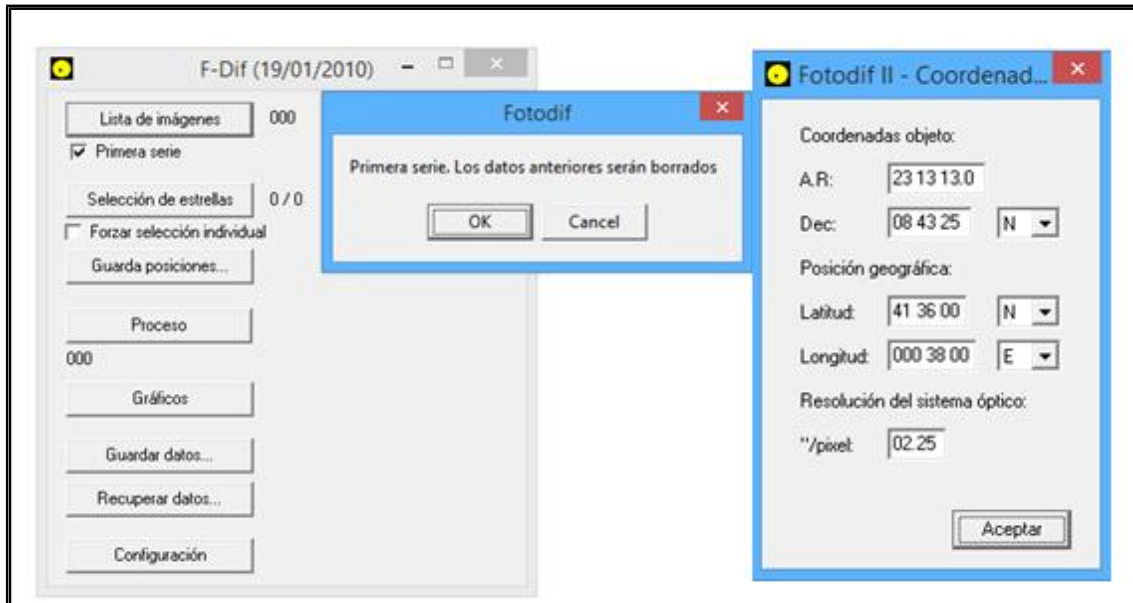 F-Dif (19/01/2010)
Lista de imágenes 000
Primera serie
Selección de estrellas 0 / 0
Forzar selección individual
Guarda posiciones...
Proceso
000
Gráficos
Guardar datos...
Recuperar datos...
Configuración
Fotodif
Primera serie. Los datos anteriores serán borrados
OK Cancel
Fotodif II - Coordenad...
Coordenadas objeto:
A.R: 23 13 13.0
Dec: 08 43 25 N
Posición geográfica:
Latitud: 41 36 00 N
Longitud: 000 38 00 E
Resolución del sistema óptico:
"/pixel: 02.25
Aceptar